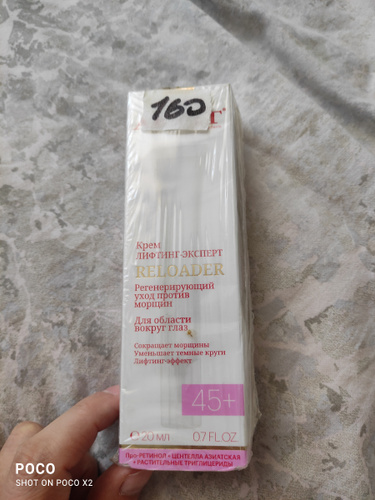 160
Крем
ЛИФТИНГ-ЭКСПЕРТ
RELOADER
Регенерирующий
уход против
морщин
Для области
вокруг глаз
Сокращает морщины
Уменьшает темные круги
Лифтинг-эффект
45+
℮ 20 МЛ 0.7 FL.OZ
Про-РЕТИНОЛ + ЦЕНТЕЛЛА АЗИАТСКАЯ
+ РАСТИТЕЛЬНЫЕ ТРИГЛИЦЕРИДЫ
POCO
SHOT ON POCO X2